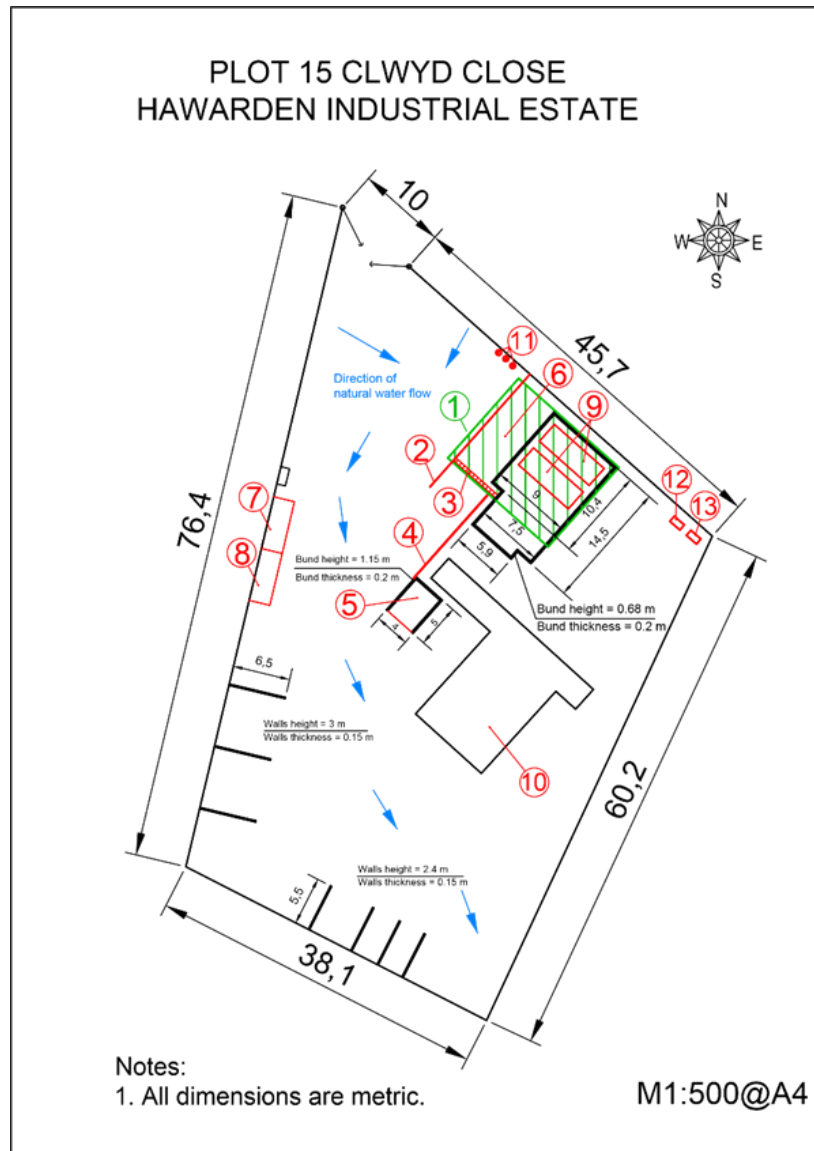 PLOT 15 CLWYD CLOSE
HAWARDEN INDUSTRIAL ESTATE
10
N
W E
S
45,7
11
Direction of
natural water flow
1
6
9
2
3
12
13
76,4
7
8
4
9
7,5
5,9
10,4
14,5
Bund height = 1.15 m
Bund thickness = 0.2 m
5
4
5
Bund height = 0.68 m
Bund thickness = 0.2 m
6,5
Walls height = 3 m
Walls thickness = 0.15 m
10
60,2
Walls height = 2.4 m
Walls thickness = 0.15 m
5,5
38,1
Notes:
1. All dimensions are metric.
M1:500@A4